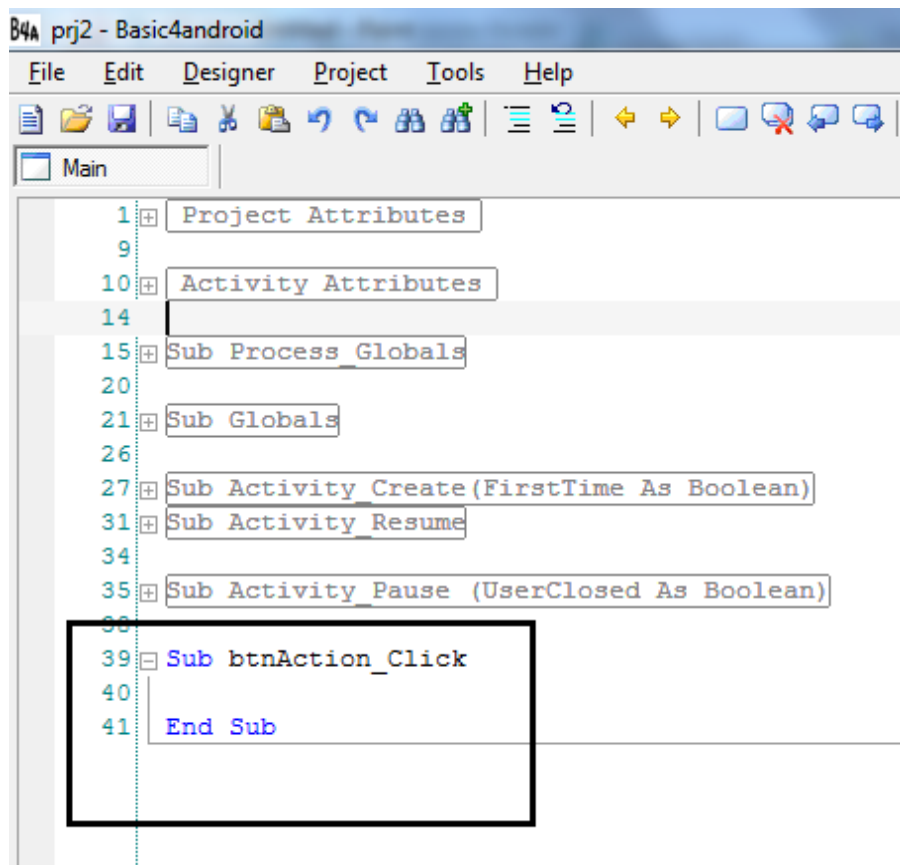 B4A prj2 - Basic4android
File Edit Designer Project Tools Help
Main
1 Project Attributes
9
10 Activity Attributes
14
15 Sub Process_Globals
20
21 Sub Globals
26
27 Sub Activity_Create(FirstTime As Boolean)
31 Sub Activity_Resume
34
35 Sub Activity_Pause (UserClosed As Boolean)
38
39 Sub btnAction_Click
40
41 End Sub